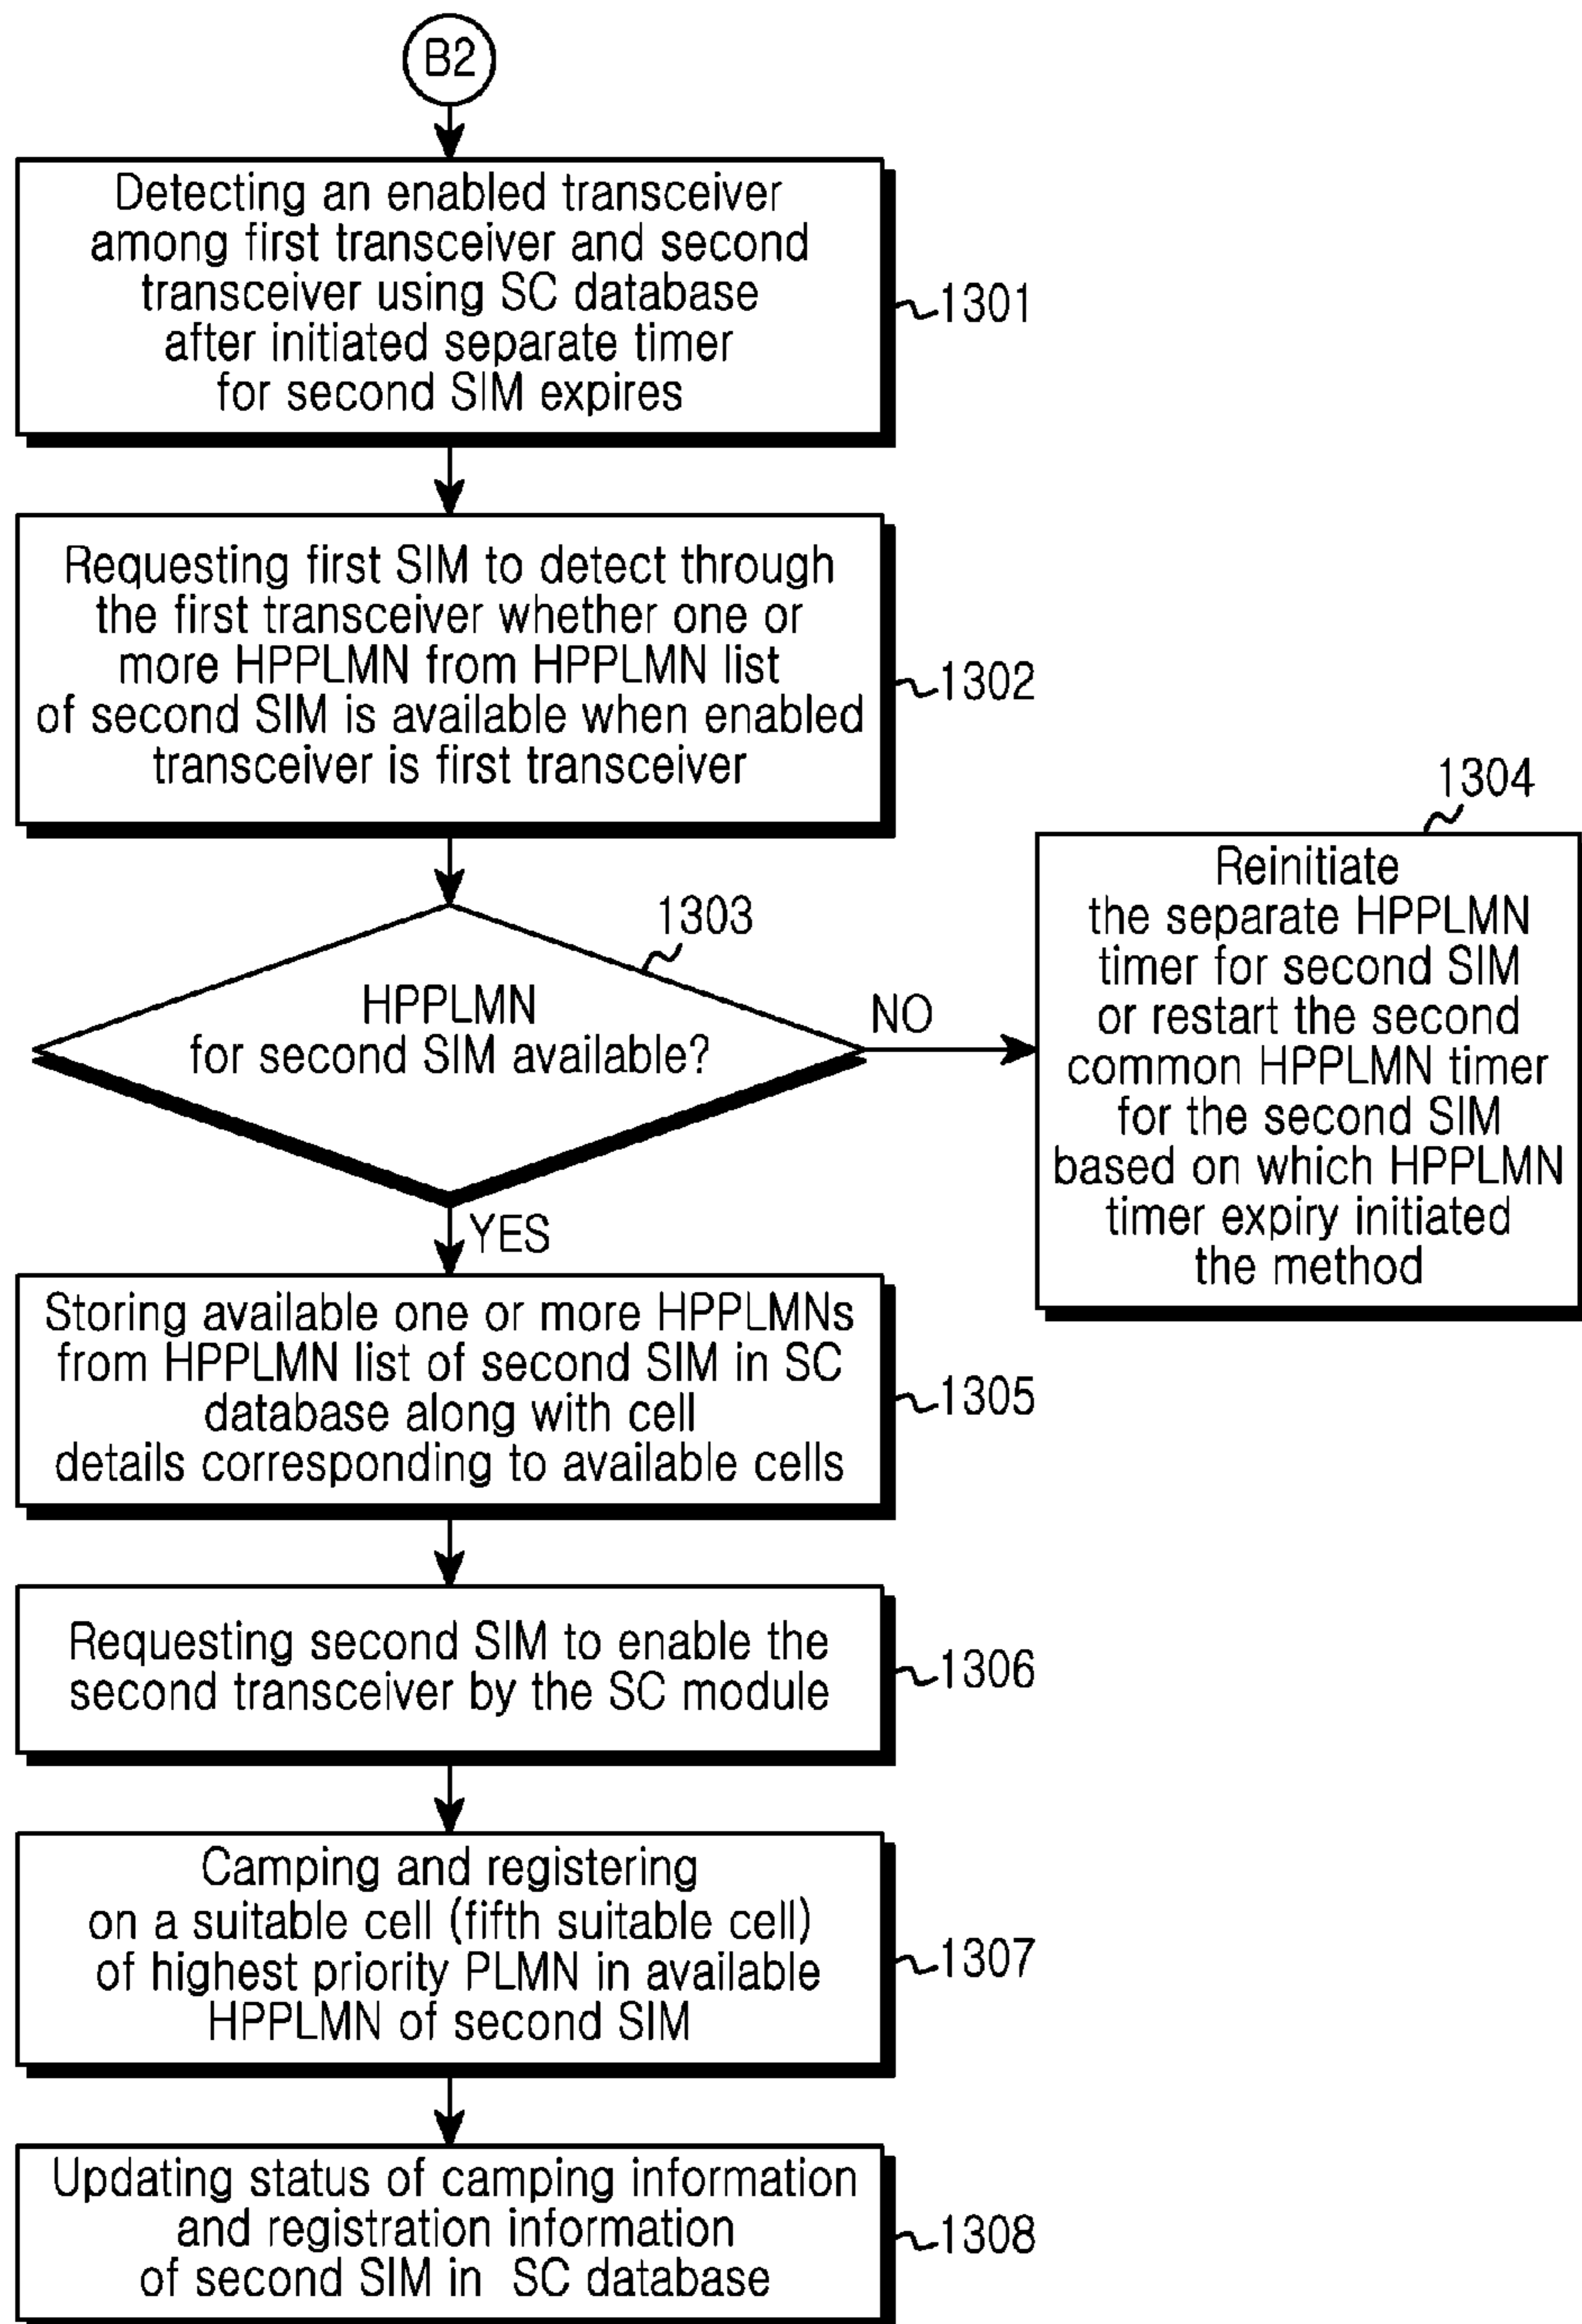 B2
Detecting an enabled transceiver
among first transceiver and second
transceiver using SC database
after initiated separate timer
for second SIM expires
1301
Requesting first SIM to detect through
the first transceiver whether one or
more HPPLMN from HPPLMN list
of second SIM is available when enabled
transceiver is first transceiver
1302
1303
HPPLMN
for second SIM available?
NO
YES
1304
Reinitiate
the separate HPPLMN
timer for second SIM
or restart the second
common HPPLMN timer
for the second SIM
based on which HPPLMN
timer expiry initiated
the method
Storing available one or more HPPLMNs
from HPPLMN list of second SIM in SC
database along with cell
details corresponding to available cells
1305
Requesting second SIM to enable the
second transceiver by the SC module
1306
Camping and registering
on a suitable cell (fifth suitable cell)
of highest priority PLMN in available
HPPLMN of second SIM
1307
Updating status of camping information
and registration information
of second SIM in SC database
1308